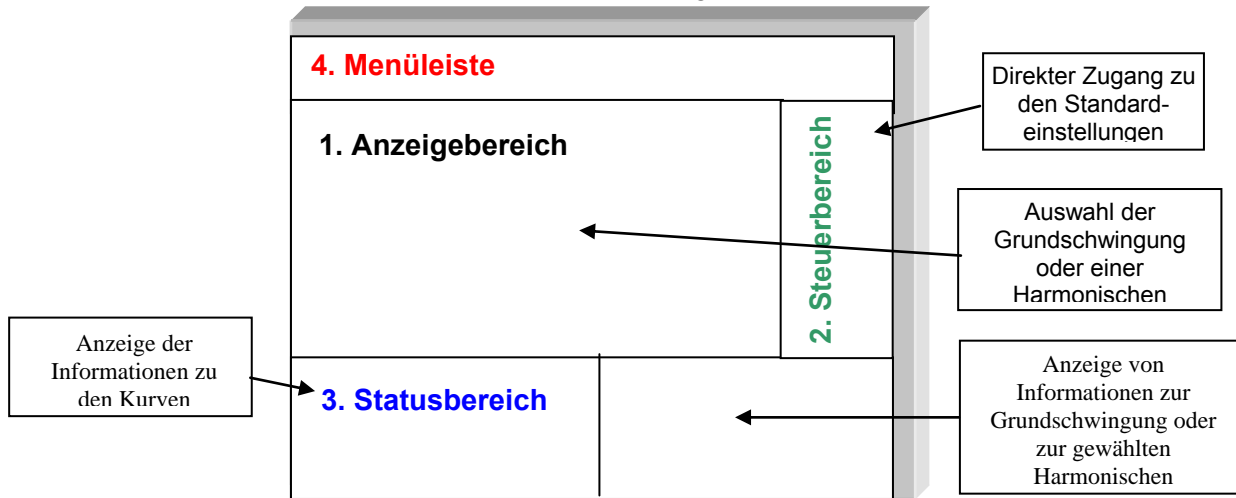 4. Menüleiste
Direkter Zugang zu
den Standard-
einstellungen
1. Anzeigebereich
2. Steuerbereich
Auswahl der
Grundschwingung
oder einer
Harmonischen
Anzeige der
Informationen zu
den Kurven
3. Statusbereich
Anzeige von
Informationen zur
Grundschwingung oder
zur gewählten
Harmonischen